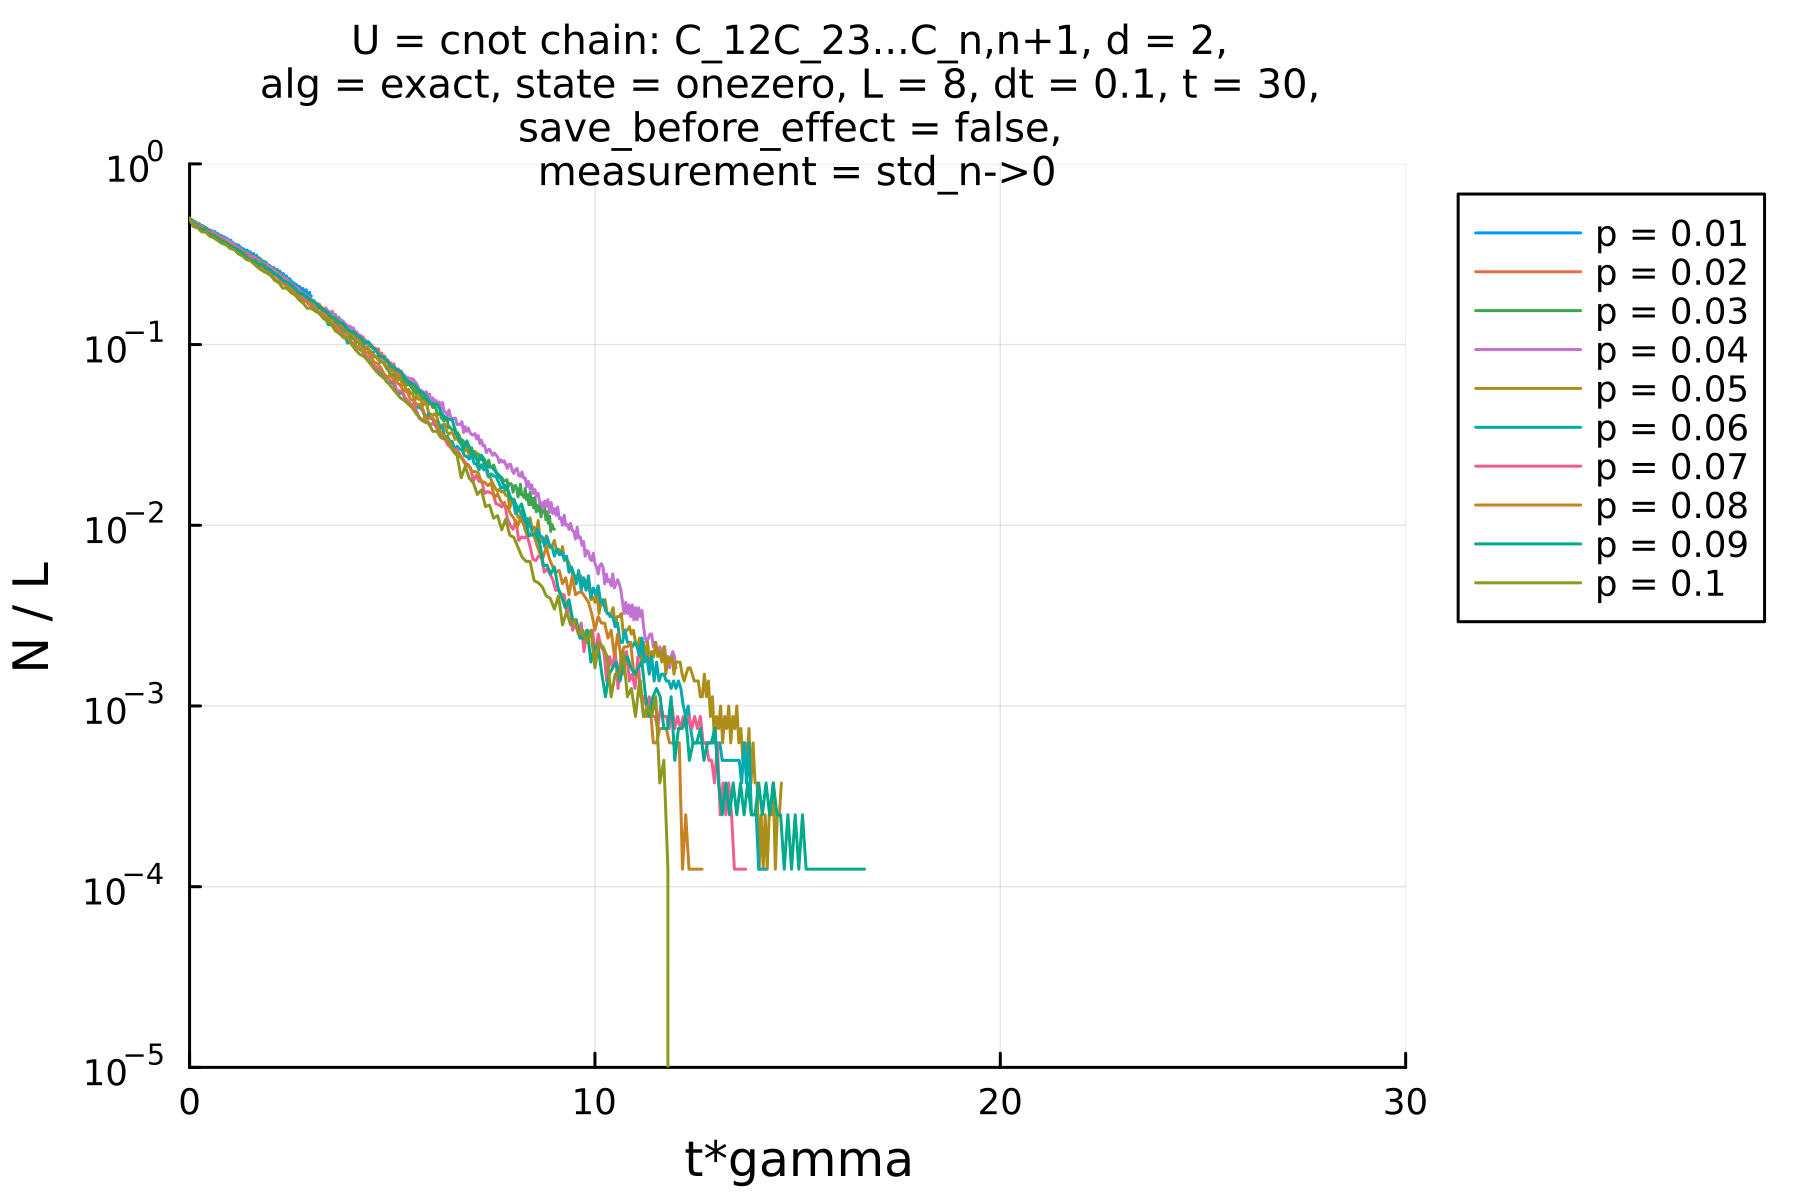 U = cnot chain: C_12C_23...C_n,n+1, d = 2,
alg = exact, state = onezero, L = 8, dt = 0.1, t = 30,
save_before_effect = false,
measurement = std_n->0
10^0
10^-1
10^-2
10^-3
10^-4
10^-5
N / L
0
10
20
30
t*gamma
p = 0.01
p = 0.02
p = 0.03
p = 0.04
p = 0.05
p = 0.06
p = 0.07
p = 0.08
p = 0.09
p = 0.1